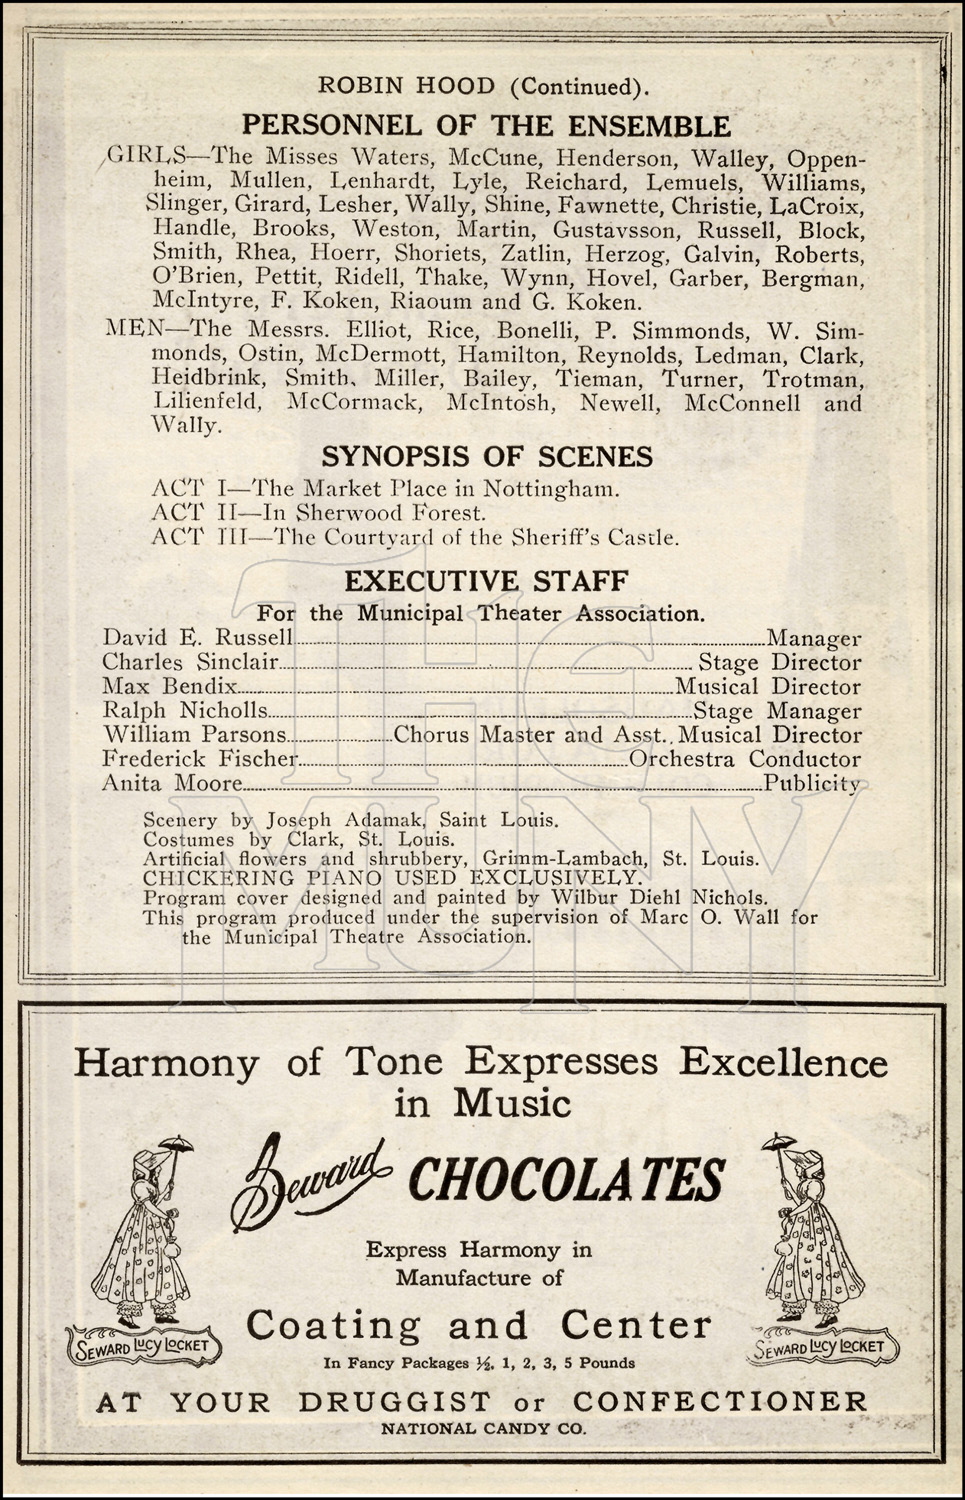 ROBIN HOOD (Continued).
PERSONNEL OF THE ENSEMBLE
GIRLS—The Misses Waters, McCune, Henderson, Walley, Oppen-
heim, Mullen, Lenhardt, Lyle, Reichard, Lemuels, Williams,
Slinger, Girard, Lesher, Wally, Shine, Fawnette, Christie, LaCroix,
Handle, Brooks, Weston, Martin, Gustavsson, Russell, Block,
Smith, Rhea, Hoerr, Shoriets, Zatlin, Herzog, Galvin, Roberts,
O'Brien, Pettit, Ridell, Thake, Wynn, Hovel, Garber, Bergman,
McIntyre, F. Koken, Riaoum and G. Koken.
MEN—The Messrs. Elliot, Rice, Bonelli, P. Simmonds, W. Sim-
monds, Ostin, McDermott, Hamilton, Reynolds, Ledman, Clark,
Heidbrink, Smith, Miller, Bailey, Tieman, Turner, Trotman,
Lilienfeld, McCormack, McIntosh, Newell, McConnell and
Wally.
SYNOPSIS OF SCENES
ACT I—The Market Place in Nottingham.
ACT II—In Sherwood Forest.
ACT III—The Courtyard of the Sheriff's Castle.
EXECUTIVE STAFF
For the Municipal Theater Association.
David E. Russell Manager
Charles Sinclair Stage Director
Max Bendix Musical Director
Ralph Nicholls Stage Manager
William Parsons Chorus Master and Asst. Musical Director
Frederick Fischer Orchestra Conductor
Anita Moore Publicity
Scenery by Joseph Adamak, Saint Louis.
Costumes by Clark, St. Louis.
Artificial flowers and shrubbery, Grimm-Lambach, St. Louis.
CHICKERING PIANO USED EXCLUSIVELY.
Program cover designed and painted by Wilbur Diehl Nichols.
This program produced under the supervision of Marc O. Wall for
the Municipal Theatre Association.
THE
MUNY
Harmony of Tone Expresses Excellence
in Music
Seward CHOCOLATES
Express Harmony in
Manufacture of
Coating and Center
In Fancy Packages ½, 1, 2, 3, 5 Pounds
SEWARD LUCY LOCKET
SEWARD LUCY LOCKET
AT YOUR DRUGGIST or CONFECTIONER
NATIONAL CANDY CO.